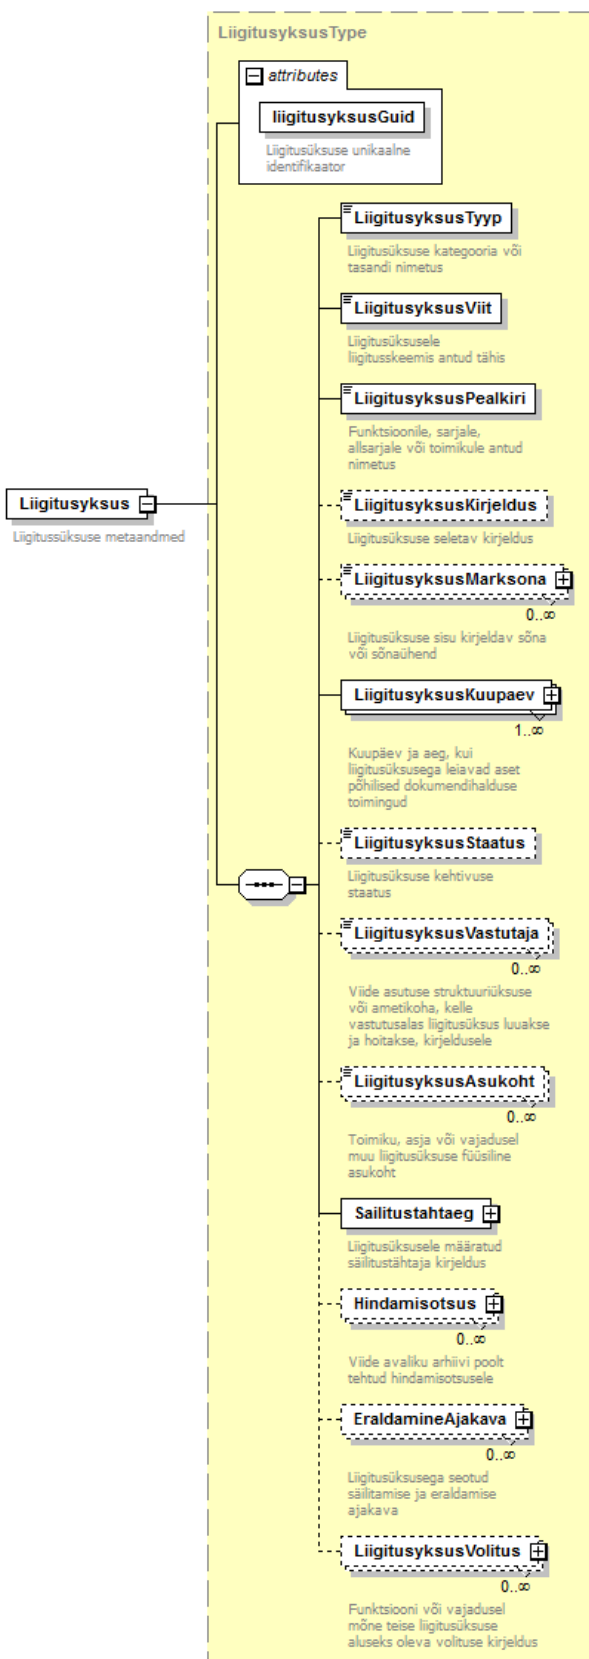 LiigitusyksusType
attributes
liigitusyksusGuid
Liigitusüksuse unikaalne
identifikaator
LiigitusyksusTyyp
Liigitusüksuse kategooria või
tasandi nimetus
LiigitusyksusViit
Liigitusüksusele
liigitusskeemis antud tähis
LiigitusyksusPealkiri
Funktsioonile, sarjale,
allsarjale või toimikule antud
nimetus
Liigitusyksus
Liigitussüksuse metaandmed
LiigitusyksusKirjeldus
Liigitusüksuse seletav kirjeldus
LiigitusyksusMarksona
0..∞
Liigitusüksuse sisu kirjeldav sõna
või sõnaühend
LiigitusyksusKuupaev
1..∞
Kuupäev ja aeg, kui
liigitusüksusega leiavad aset
põhilised dokumendihalduse
toimingud
LiigitusyksusStaatus
Liigitusüksuse kehtivuse
staatus
LiigitusyksusVastutaja
0..∞
Viide asutuse struktuuriüksuse
või ametikoha, kelle
vastutusalas liigitusüksus luuakse
ja hoitakse, kirjeldusele
LiigitusyksusAsukoht
0..∞
Toimiku, asja või vajadusel
muu liigitusüksuse füüsiline
asukoht
Sailitustahtaeg
Liigitusüksusele määratud
säilitustähtaja kirjeldus
Hindamisotsus
0..∞
Viide avaliku arhiivi poolt
tehtud hindamisotsusele
EraldamineAjakava
0..∞
Liigitusüksusega seotud
säilitamise ja eraldamise
ajakava
LiigitusyksusVolitus
0..∞
Funktsiooni või vajadusel
mõne teise liigitusüksuse
aluseks oleva volituse kirjeldus